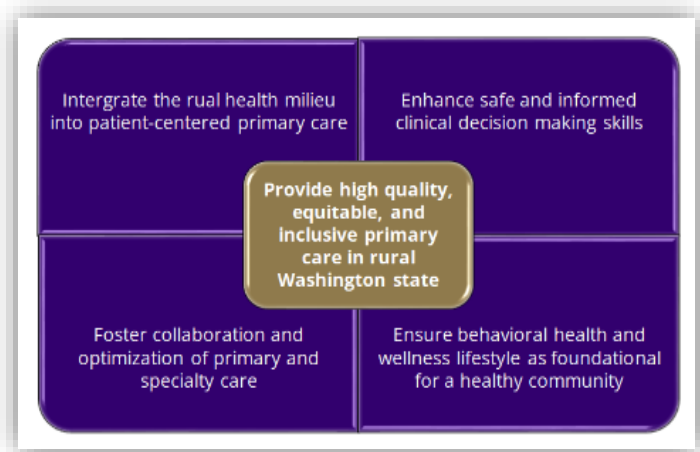 Intergrate the rual health milieu
into patient-centered primary care
Enhance safe and informed
clinical decision making skills
Provide high quality,
equitable, and
inclusive primary
care in rural
Washington state
Foster collaboration and
optimization of primary and
specialty care
Ensure behavioral health and
wellness lifestyle as foundational
for a healthy community